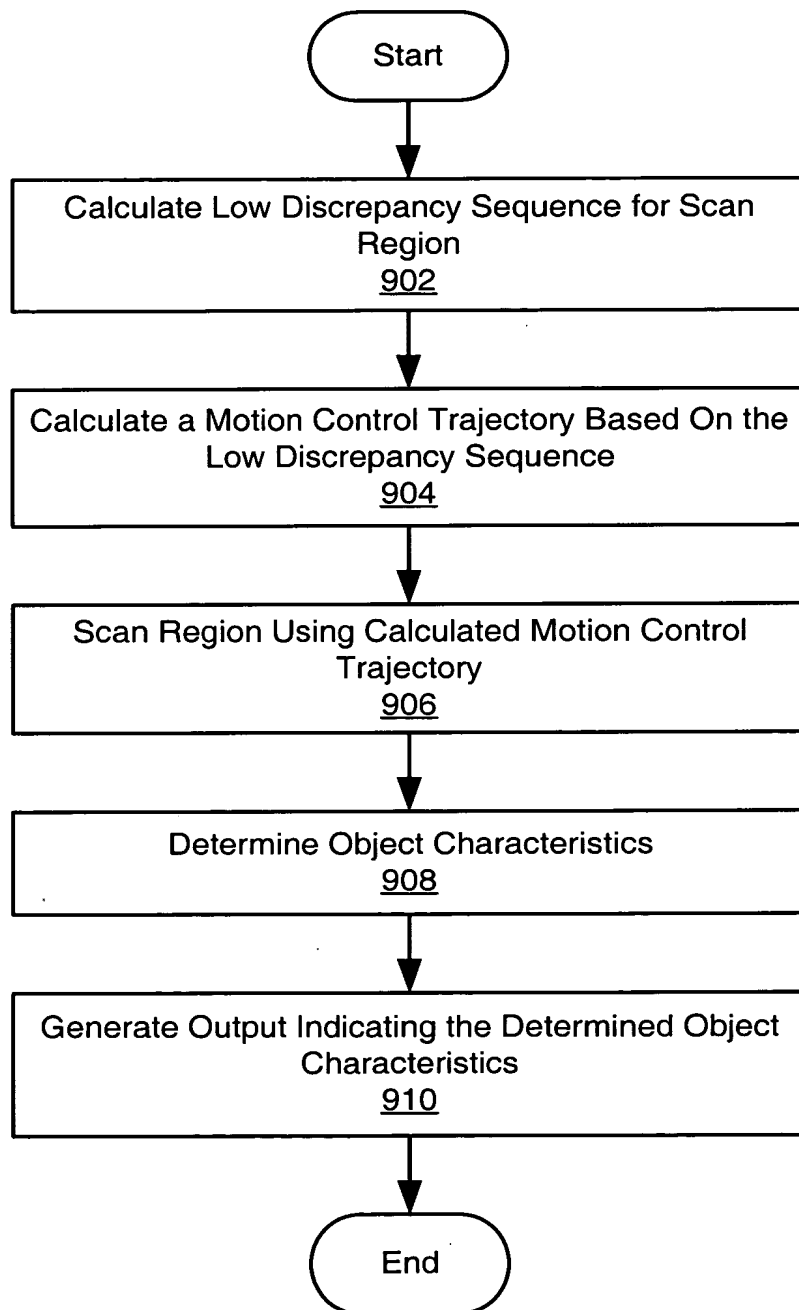 Start
Calculate Low Discrepancy Sequence for Scan
Region
902
Calculate a Motion Control Trajectory Based On the
Low Discrepancy Sequence
904
Scan Region Using Calculated Motion Control
Trajectory
906
Determine Object Characteristics
908
Generate Output Indicating the Determined Object
Characteristics
910
End